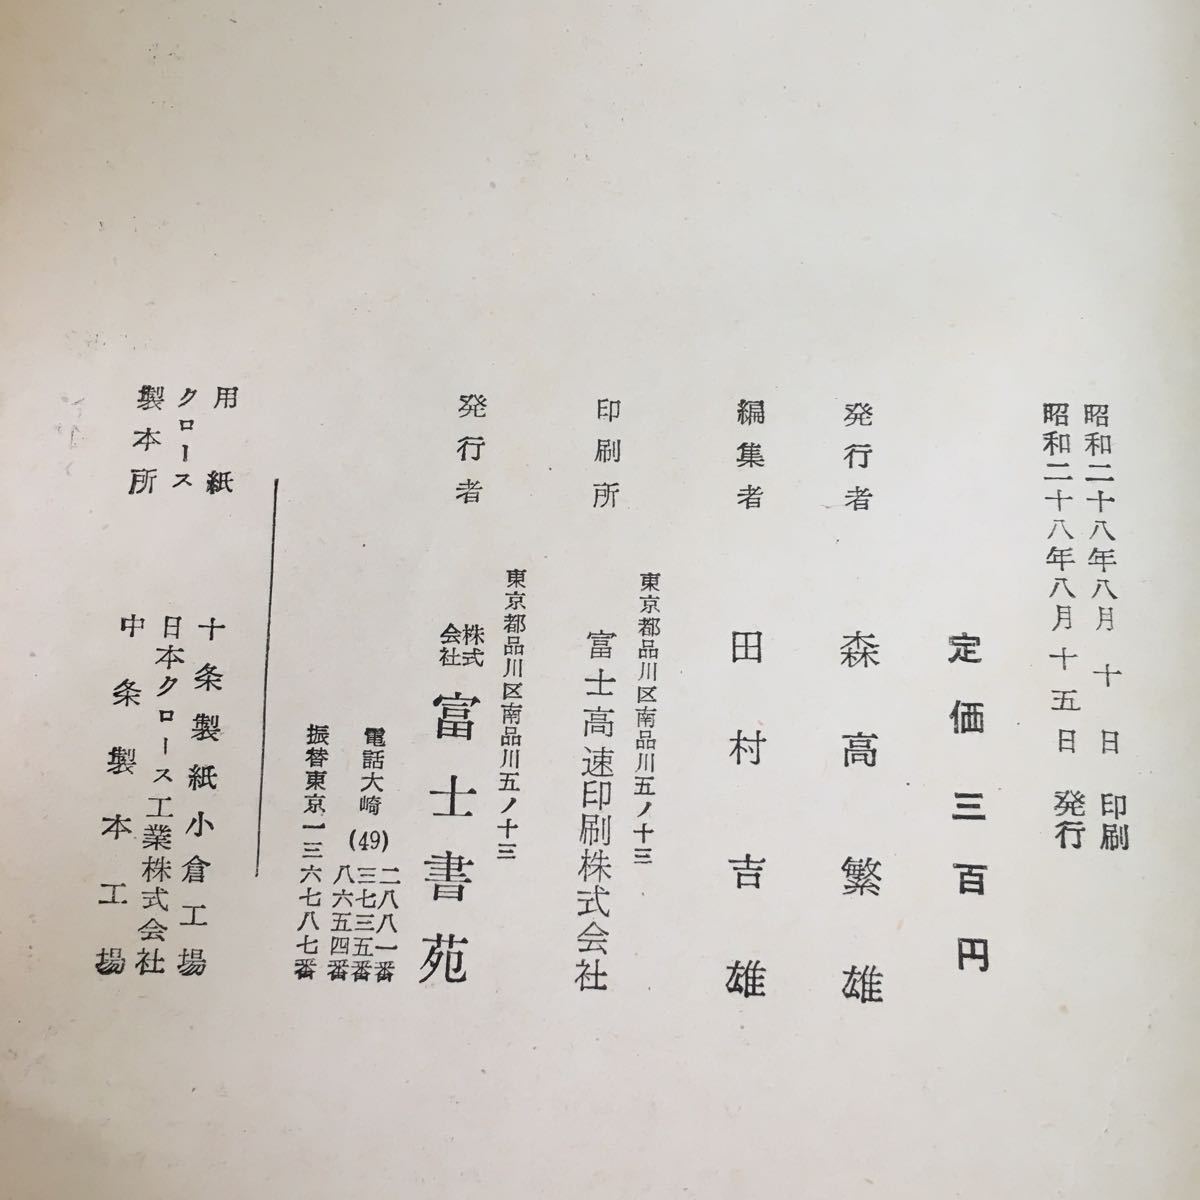 昭和二十八年八月 十 日 印刷
昭和二十八年八月十五日 発行
定価三百円
発行者 森高繁雄
編集者 田村吉雄
東京都品川区南品川五ノ十三
印刷所 富士高速印刷株式会社
東京都品川区南品川五ノ十三
発行者 株式会社 富士書苑
電話大崎(49)二八八一番
三七三五番
八六五四番
振替東京一三六七八七番
用紙 十条製紙小倉工場
クロース 日本クロース工業株式会社
製本所 中条製本工場